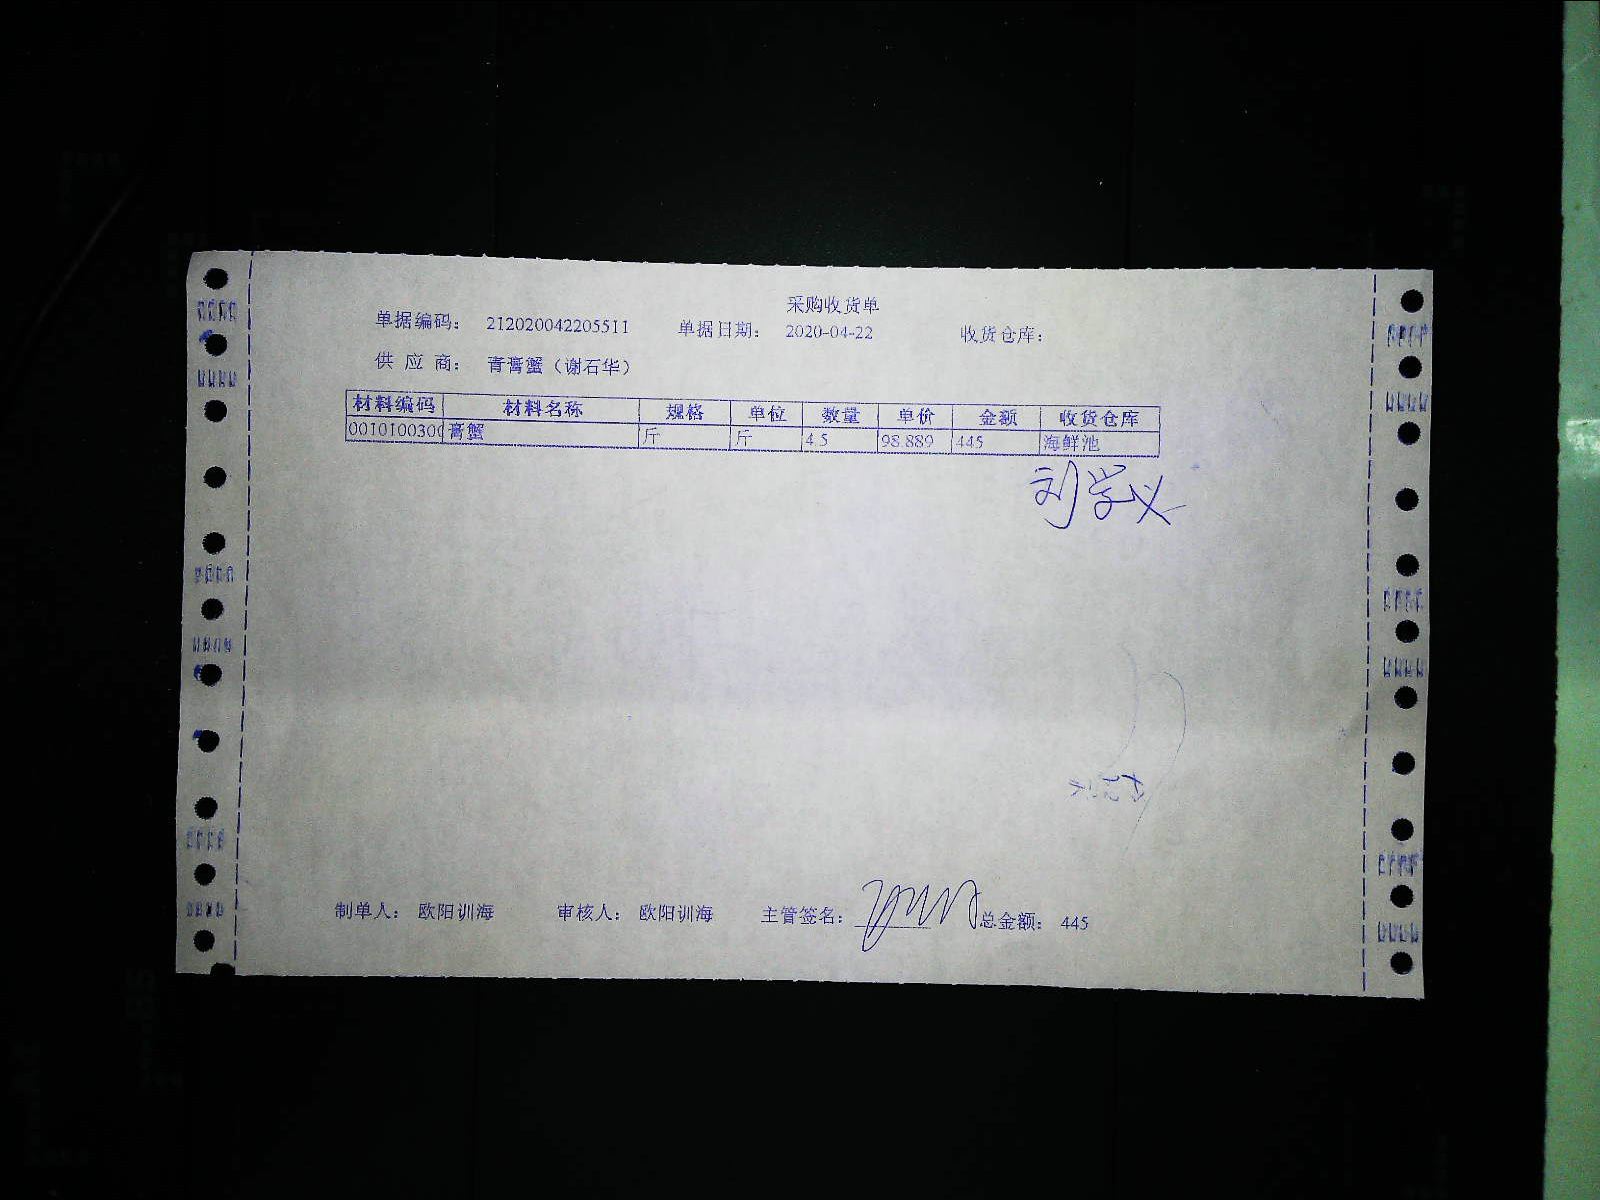 采购收货单
单据编码： 212020042205511 单据日期： 2020-04-22 收货仓库：
供 应 商： 青膏蟹（谢石华）
材料编码 材料名称 规格 单位 数量 单价 金额 收货仓库
0010100300 膏蟹 斤 斤 4.5 98.889 445 海鲜池
刘学义
制单人： 欧阳训海 审核人： 欧阳训海 主管签名： 总金额： 445